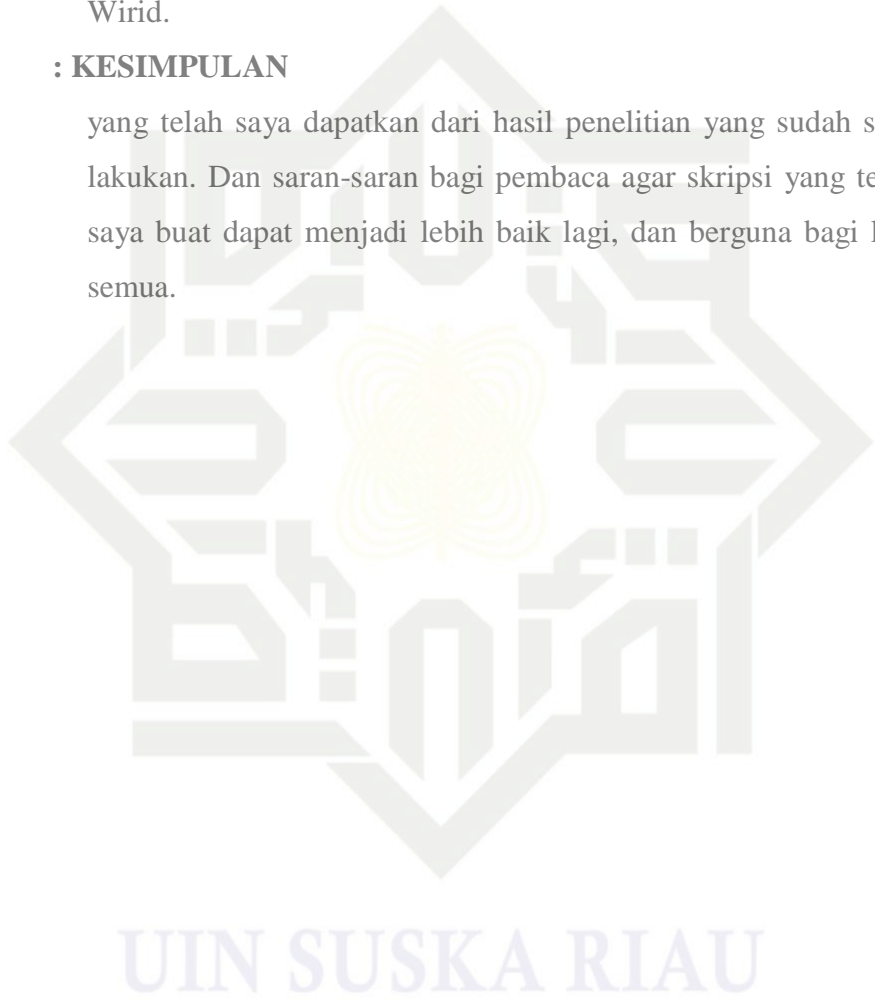 Wirid.
: KESIMPULAN
yang telah saya dapatkan dari hasil penelitian yang sudah s
lakukan. Dan saran-saran bagi pembaca agar skripsi yang te
saya buat dapat menjadi lebih baik lagi, dan berguna bagi
semua.
UIN SUSKA RIAU